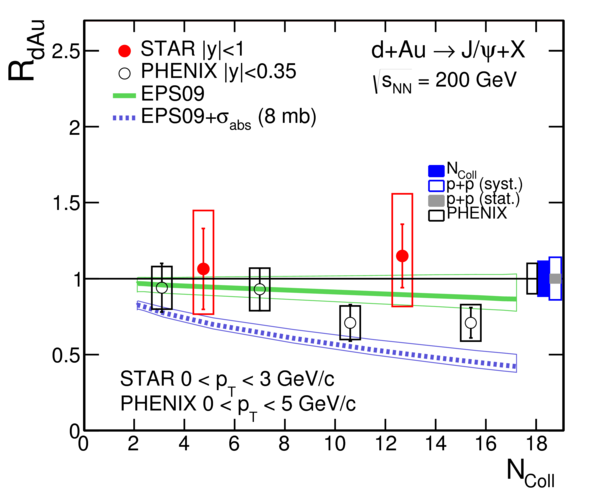 R_dAu
2.5
2
1.5
1
0.5
0
STAR |y|<1
PHENIX |y|<0.35
EPS09
EPS09+σ_abs (8 mb)
d+Au → J/ψ+X
√s_NN = 200 GeV
N_Coll
p+p (syst.)
p+p (stat.)
PHENIX
STAR 0 < p_T < 3 GeV/c
PHENIX 0 < p_T < 5 GeV/c
0 2 4 6 8 10 12 14 16 18
N_Coll